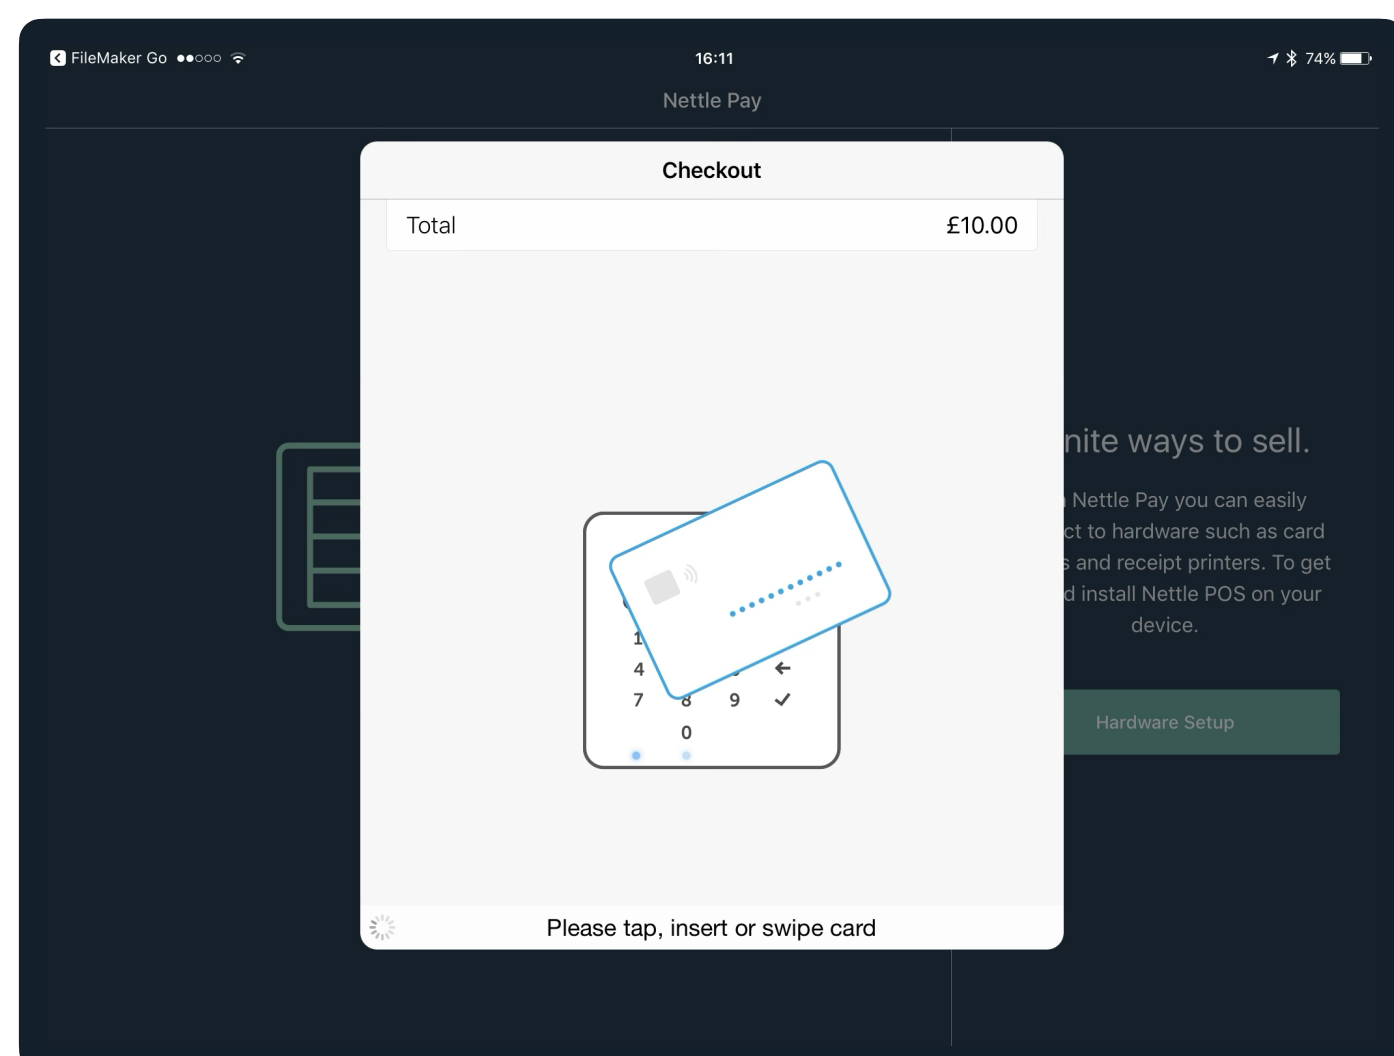 FileMaker Go
16:11
74%
Nettle Pay
Checkout
Total £10.00
1
4
7 8 9
0
Please tap, insert or swipe card
ways to sell.
Nettle Pay you can easily
to hardware such as card
and receipt printers. To get
install Nettle POS on your
device.
Hardware Setup